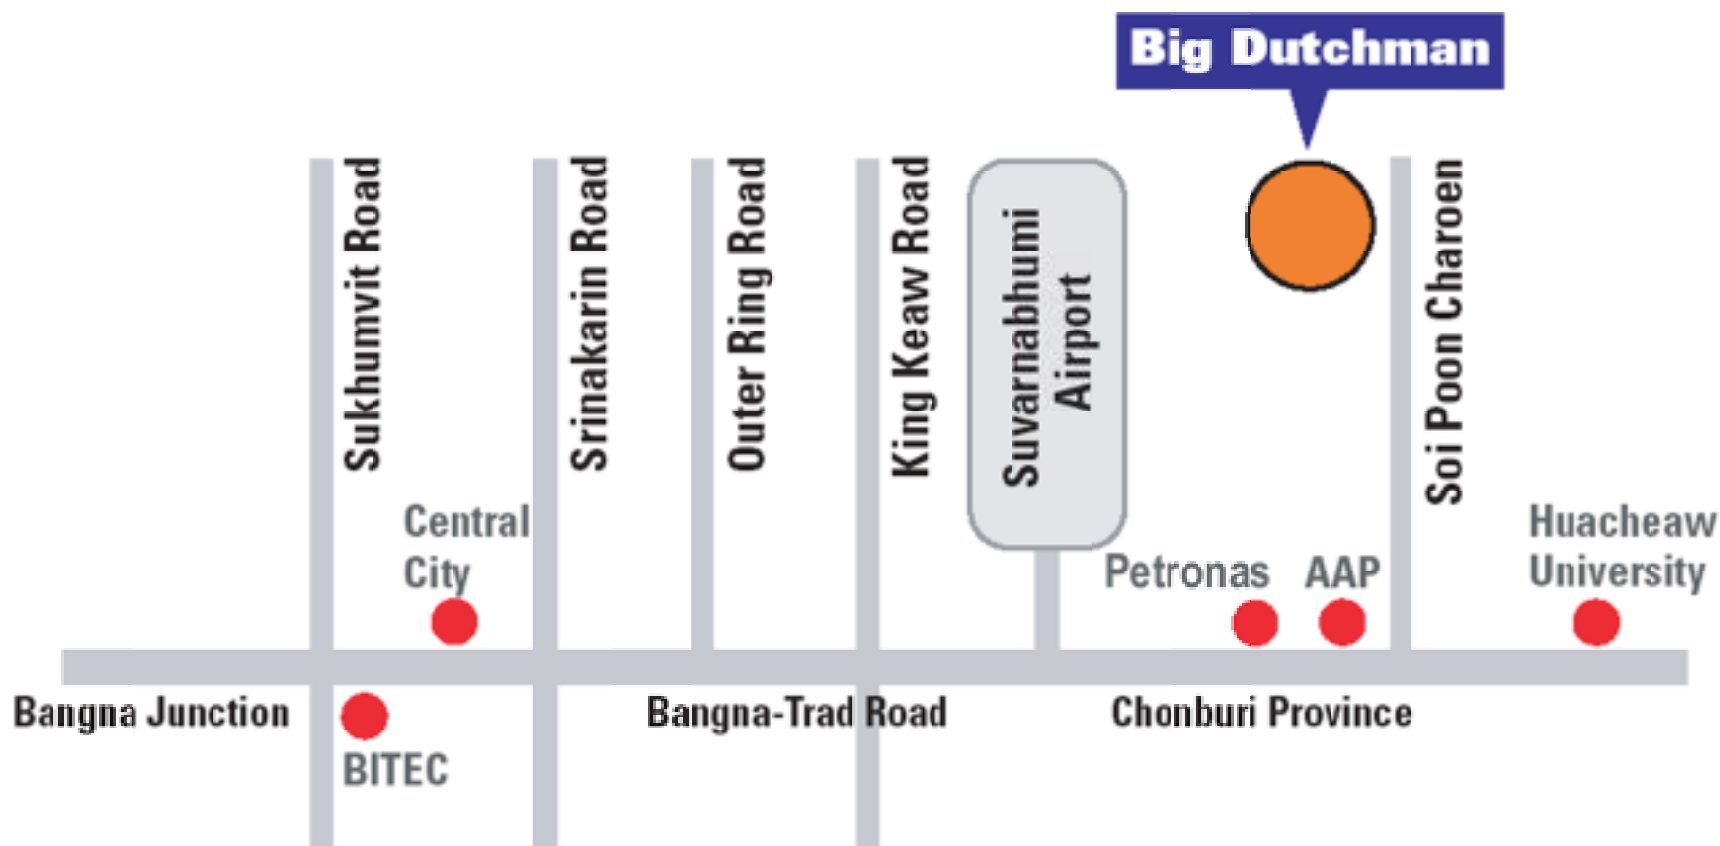 Big Dutchman
Sukhumvit Road
Srinakarin Road
Outer Ring Road
King Keaw Road
Suvarnabhumi
Airport
Soi Poon Charoen
Central
City
Petronas
AAP
Huacheaw
University
Bangna Junction
Bangna-Trad Road
Chonburi Province
BITEC